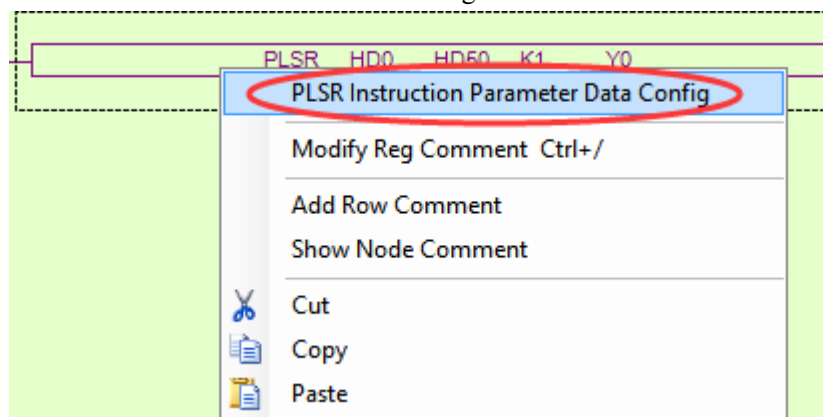 PLSR HD0 HD50 K1 Y0
PLSR Instruction Parameter Data Config
Modify Reg Comment Ctrl+/
Add Row Comment
Show Node Comment
Cut
Copy
Paste